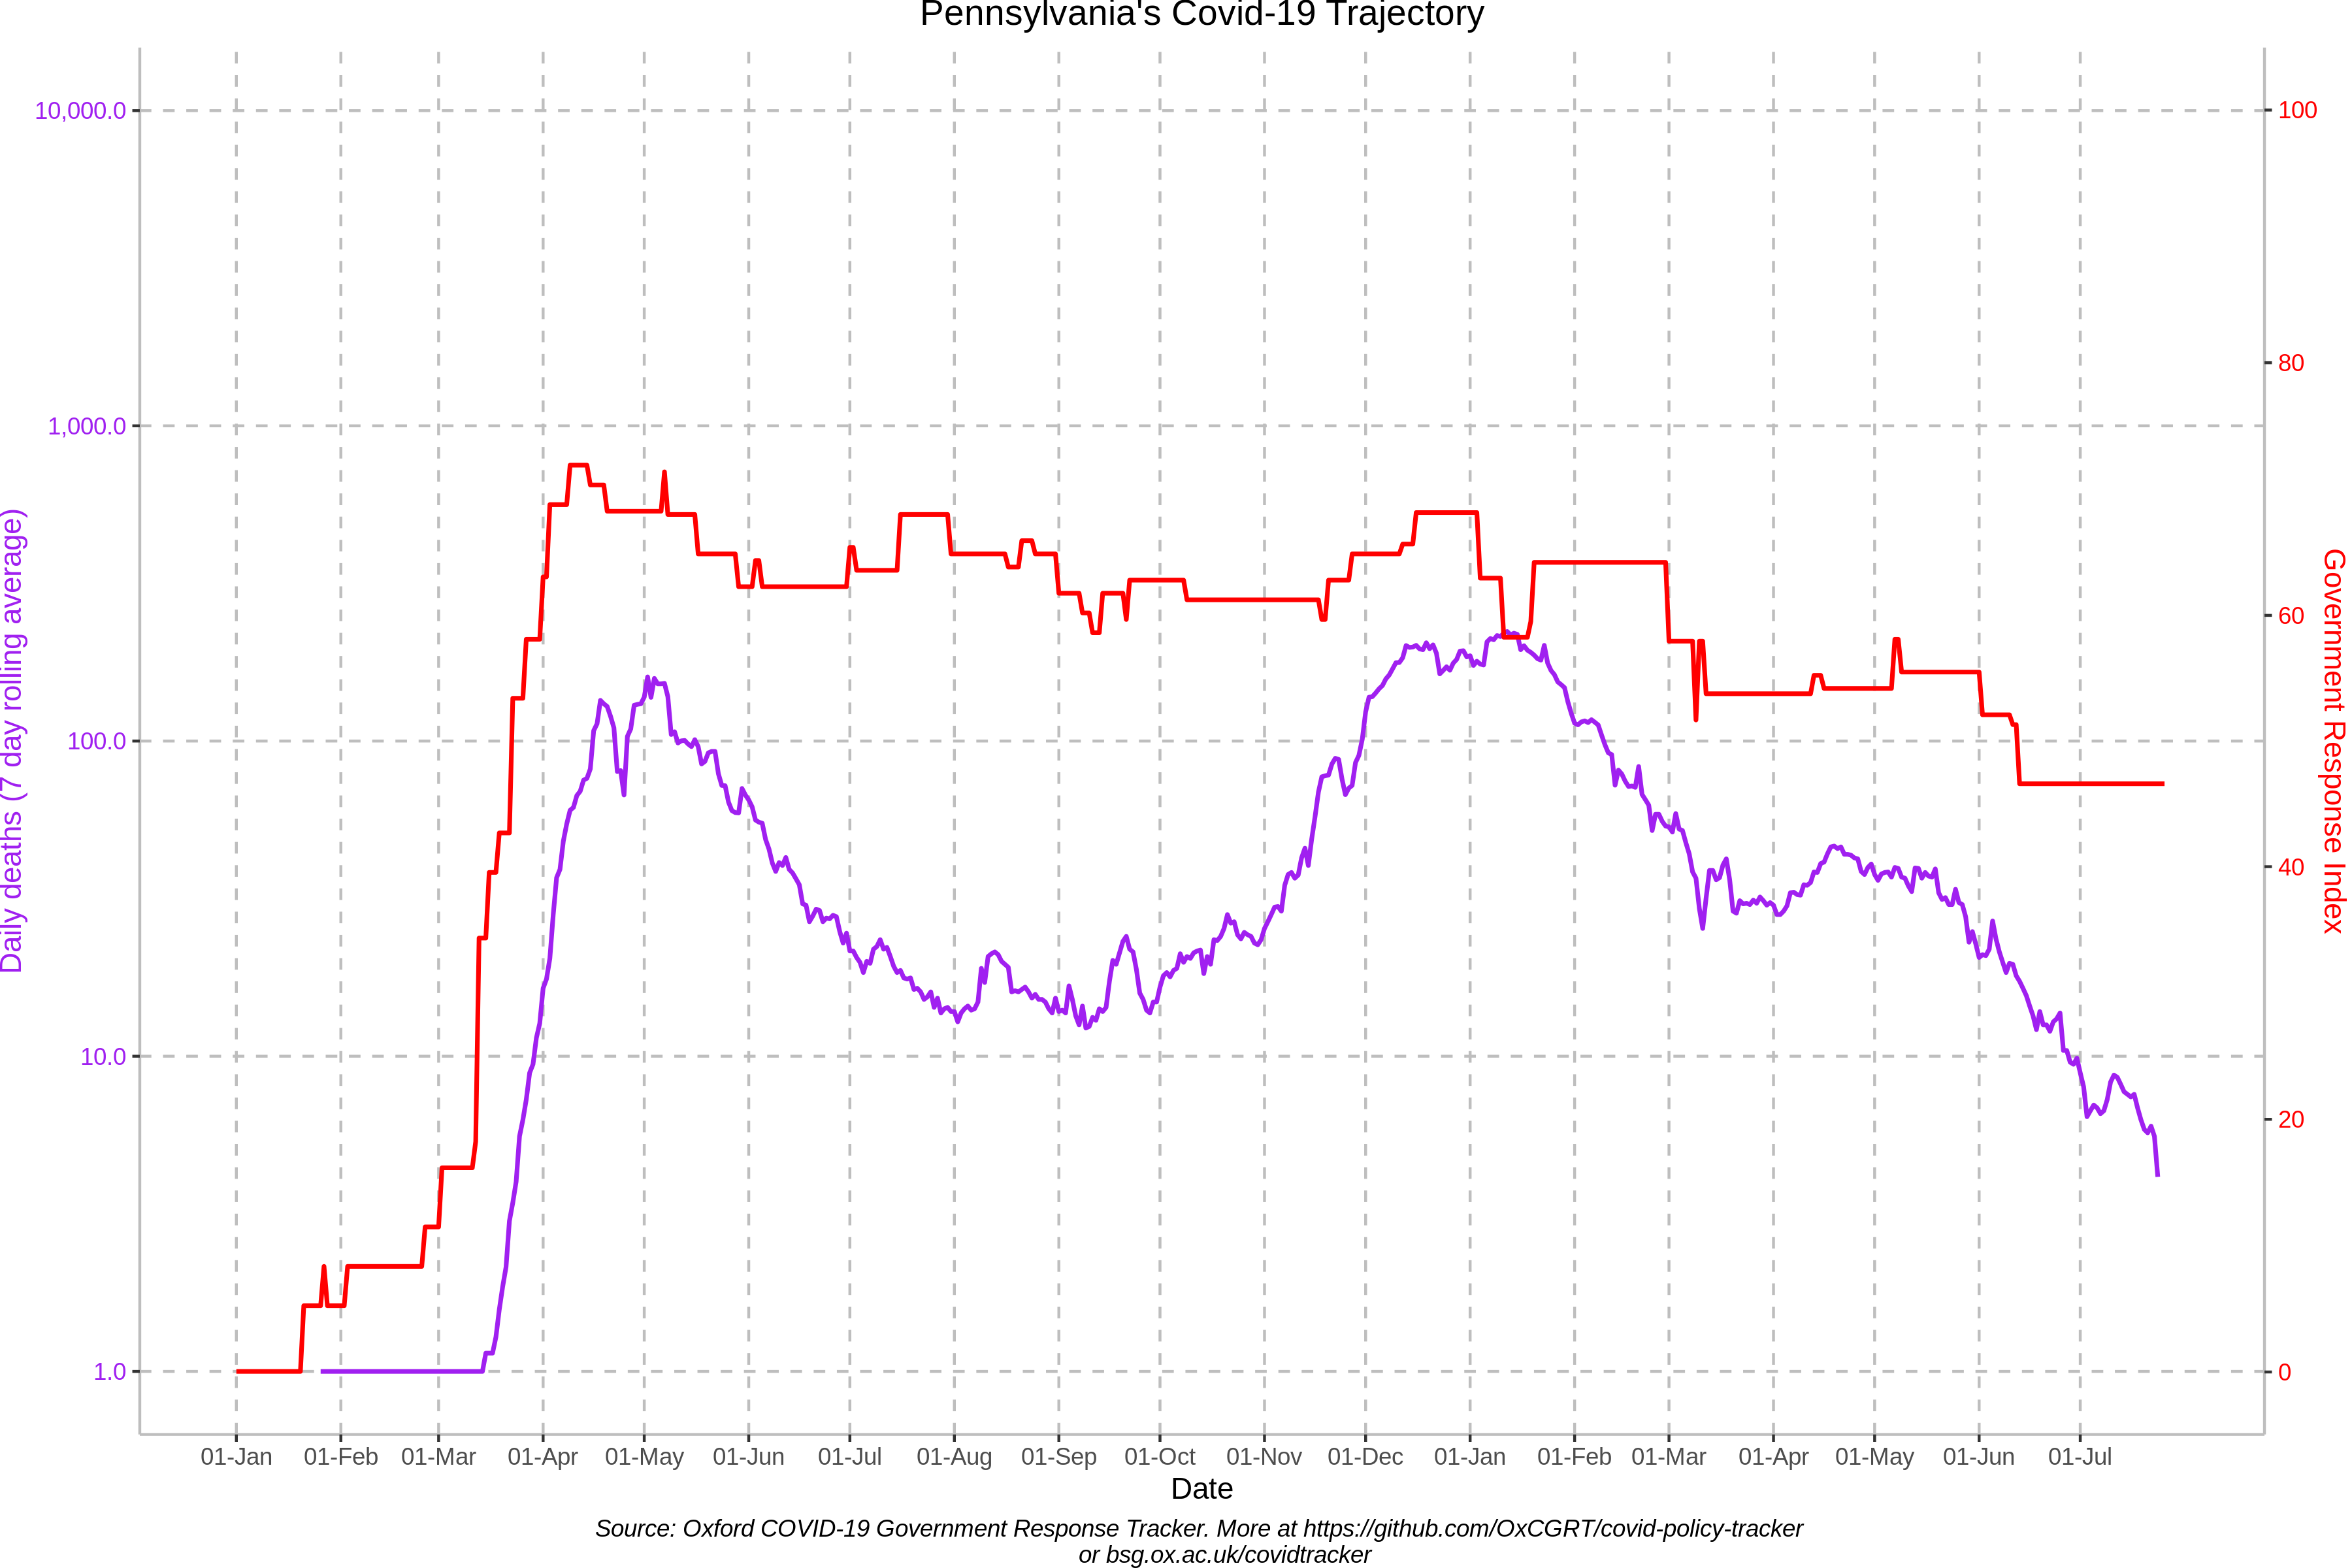 Pennsylvania's Covid-19 Trajectory
10,000.0
1,000.0
100.0
10.0
1.0
Daily deaths (7 day rolling average)
100
80
60
40
20
0
Government Response Index
01-Jan 01-Feb 01-Mar 01-Apr 01-May 01-Jun 01-Jul 01-Aug 01-Sep 01-Oct 01-Nov 01-Dec 01-Jan 01-Feb 01-Mar 01-Apr 01-May 01-Jun 01-Jul
Date
Source: Oxford COVID-19 Government Response Tracker. More at https://github.com/OxCGRT/covid-policy-tracker
or bsg.ox.ac.uk/covidtracker